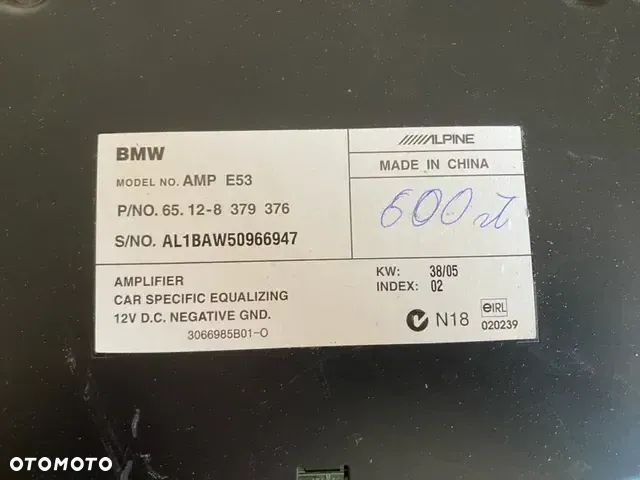 BMW
MODEL NO. AMP E53
P/NO. 65.12-8 379 376
S/NO. AL1BAW50966947
ALPINE
MADE IN CHINA
600 zł
AMPLIFIER
CAR SPECIFIC EQUALIZING
12V D.C. NEGATIVE GND.
3066985B01-O
KW: 38/05
INDEX: 02
N18
eIRL
020239
OTOMOTO